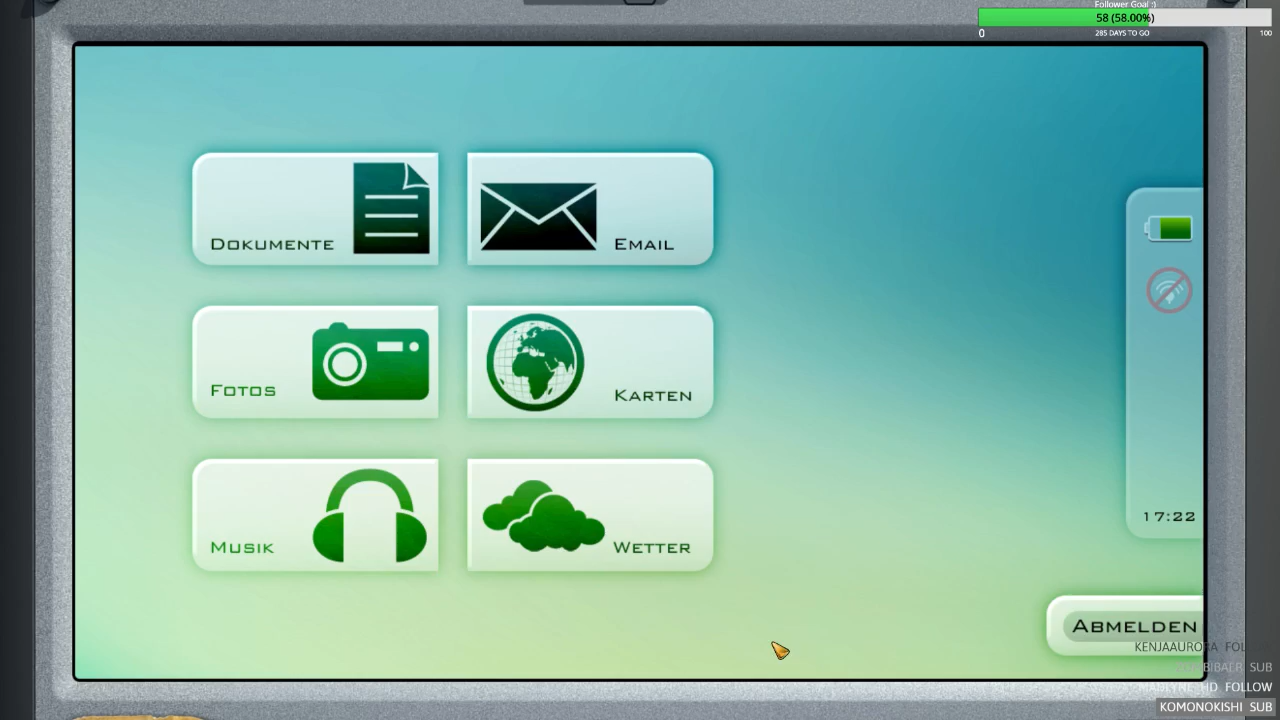 Follower Goal :)
58 (58.00%)
0
285 DAYS TO GO
100
DOKUMENTE
EMAIL
FOTOS
KARTEN
MUSIK
WETTER
17:22
ABMELDEN
KENJAAURORA
SUB
HD FOLLOW
KOMONOKISHI SUB